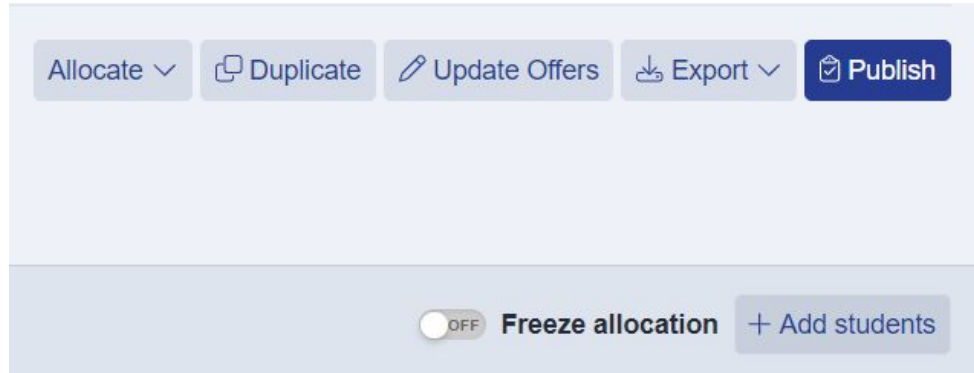 Allocate Duplicate Update Offers Export Publish
OFF Freeze allocation + Add students